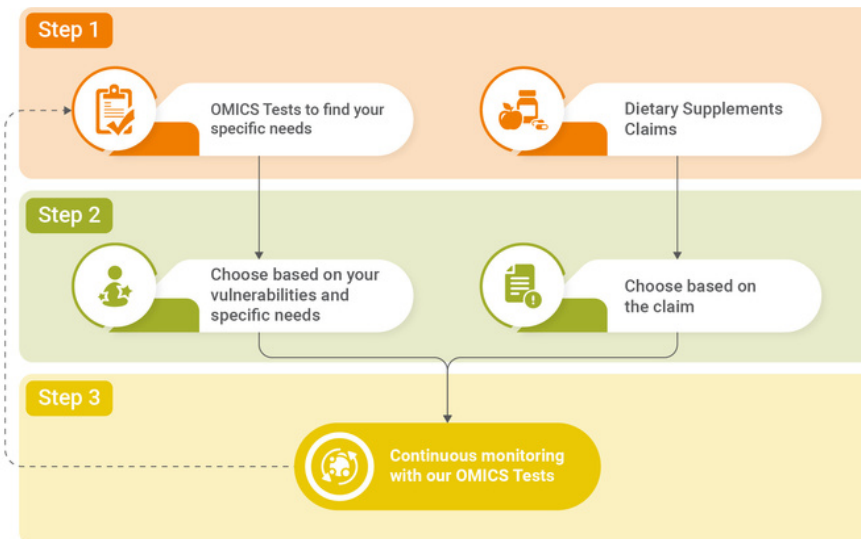 Step 1
OMICS Tests to find your
specific needs
Dietary Supplements
Claims
Step 2
Choose based on your
vulnerabilities and
specific needs
Choose based on
the claim
Step 3
Continuous monitoring
with our OMICS Tests